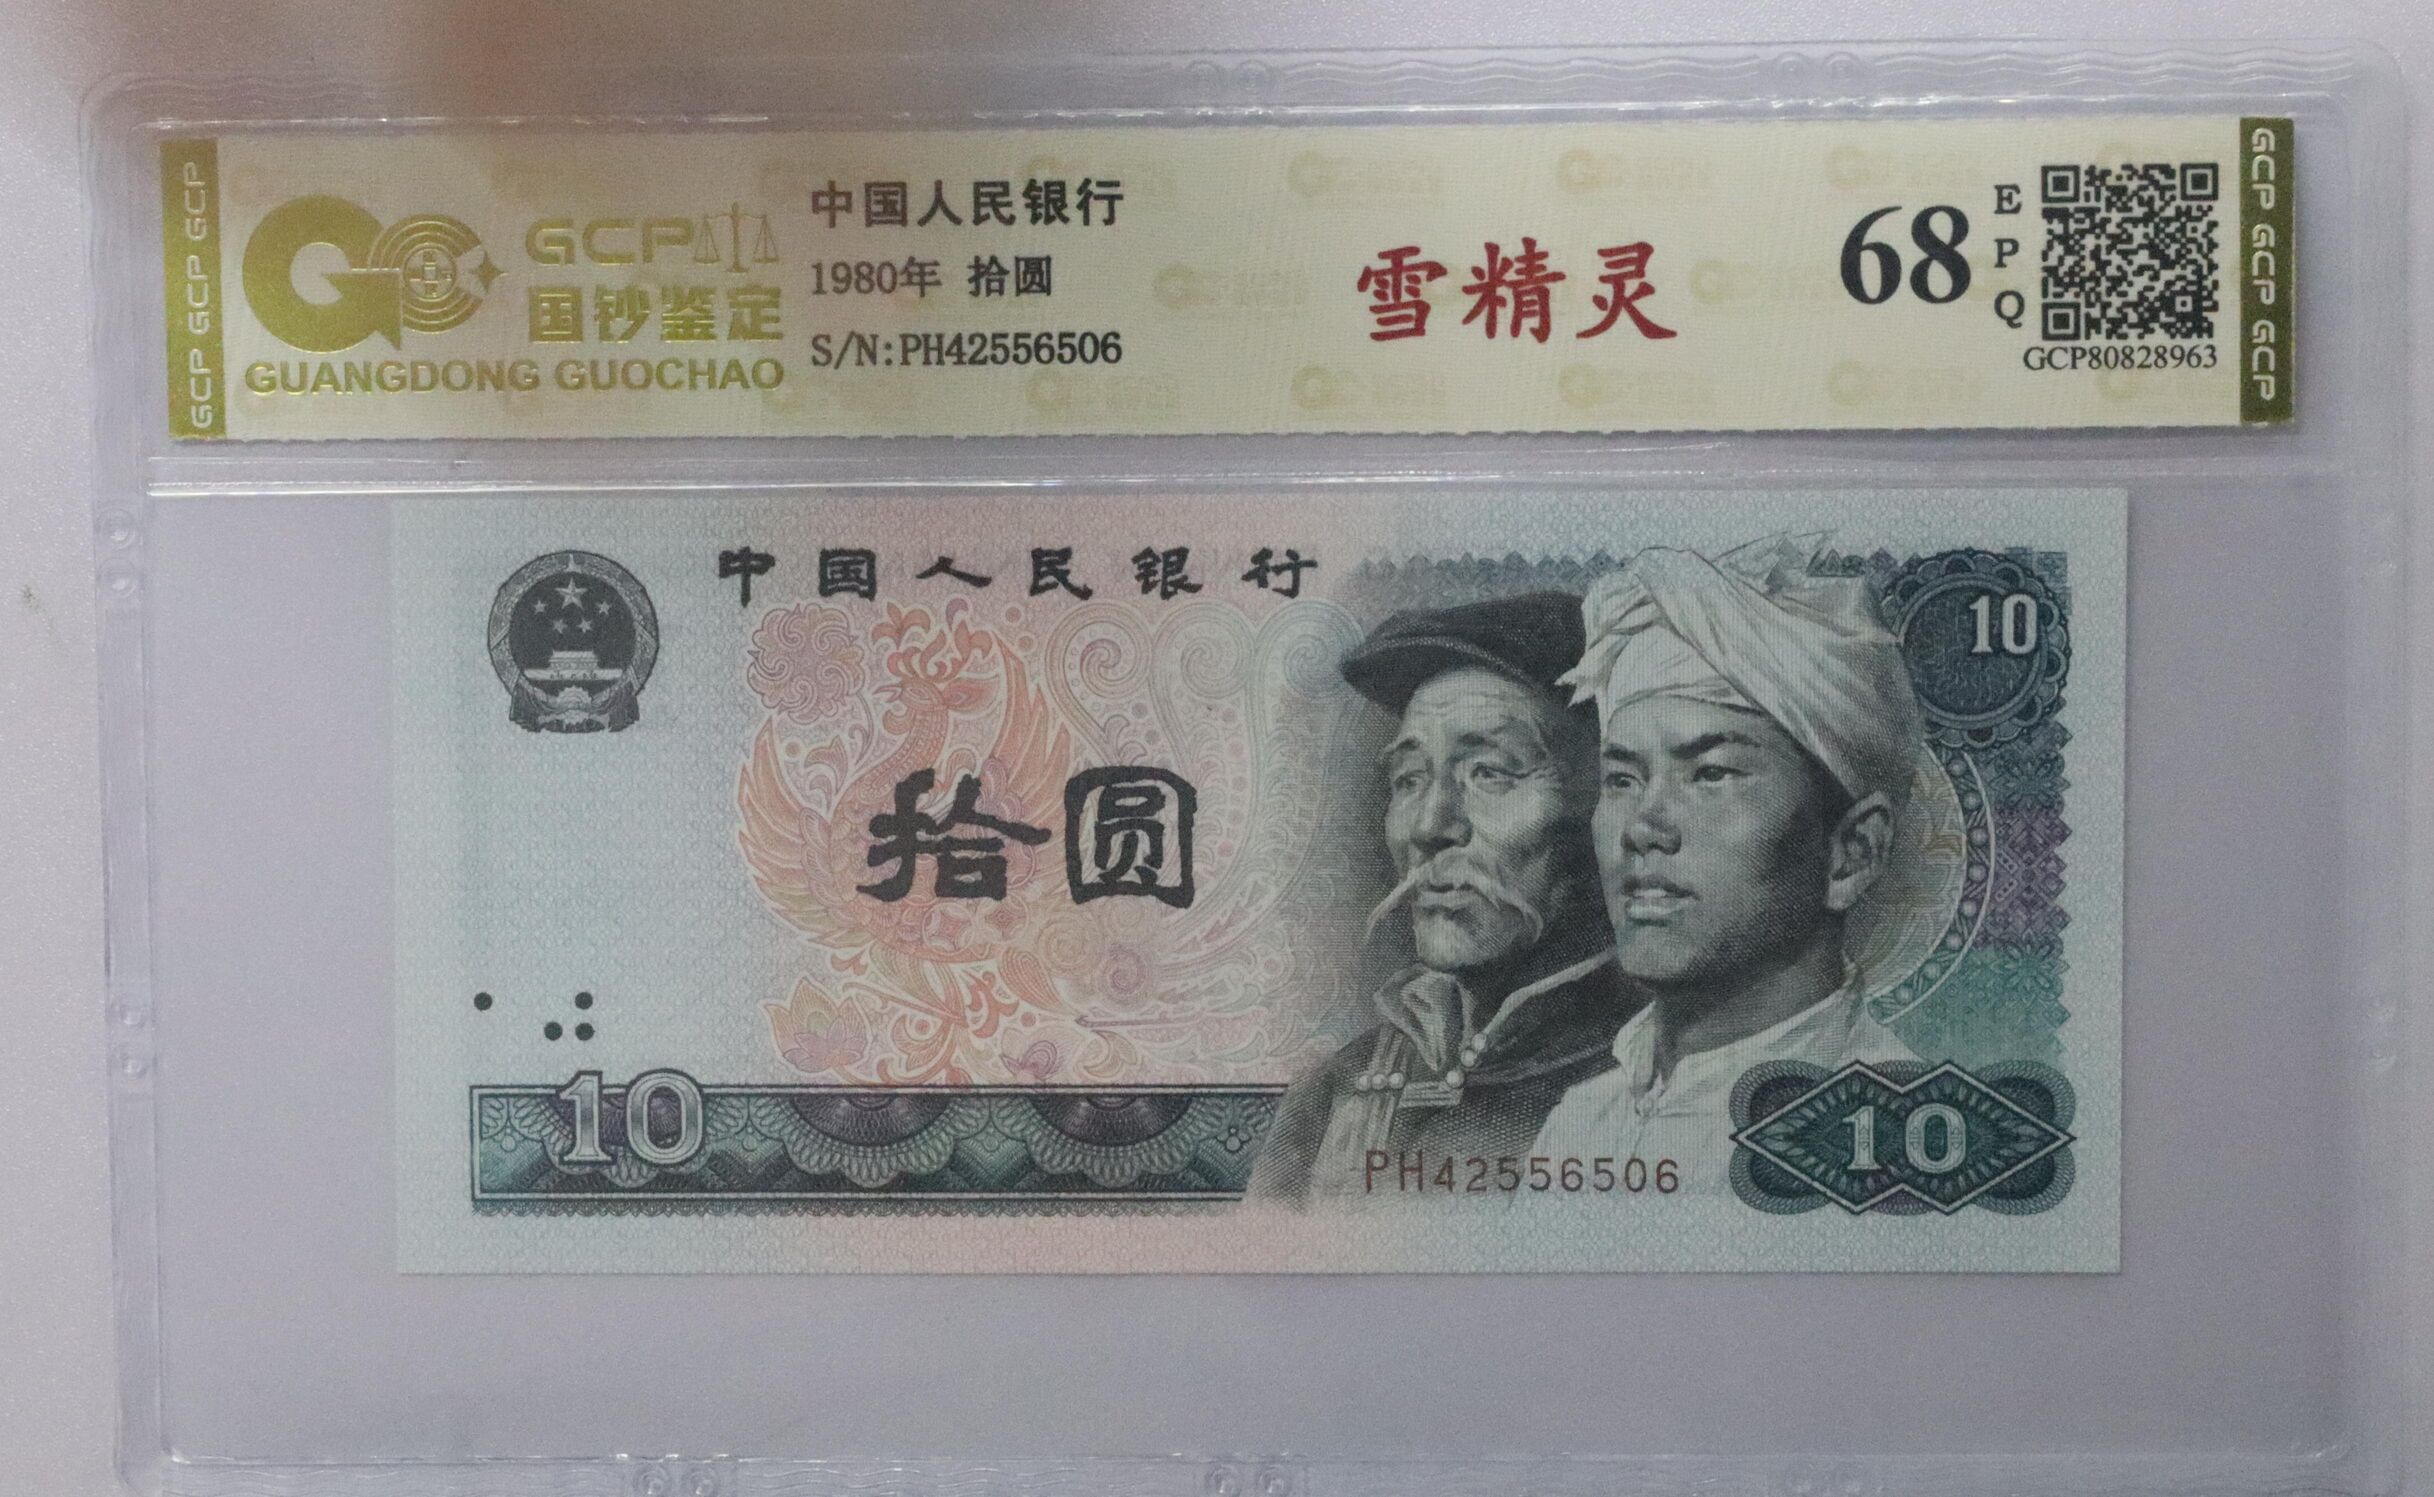 GCP GCP GCP
GCP
国钞鉴定
GUANGDONG GUOCHAO
中国人民银行
1980年 拾圆
S/N:PH42556506
雪精灵
68
EPQ
GCP80828963
GCP GCP GCP
中国人民银行
10
拾圆
10
PH42556506
10